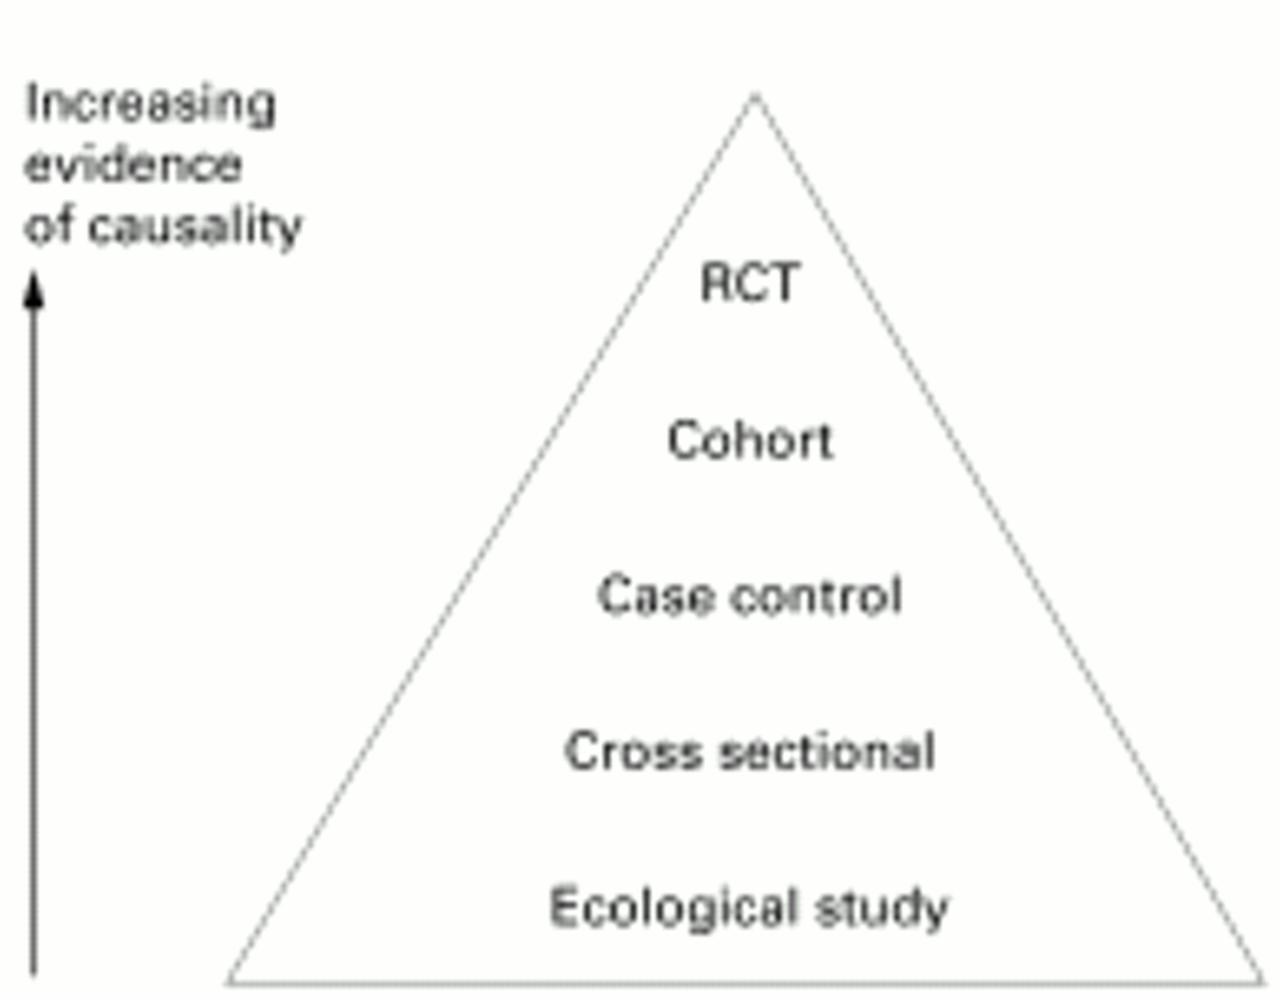 Increasing
evidence
of causality
RCT
Cohort
Case control
Cross sectional
Ecological study